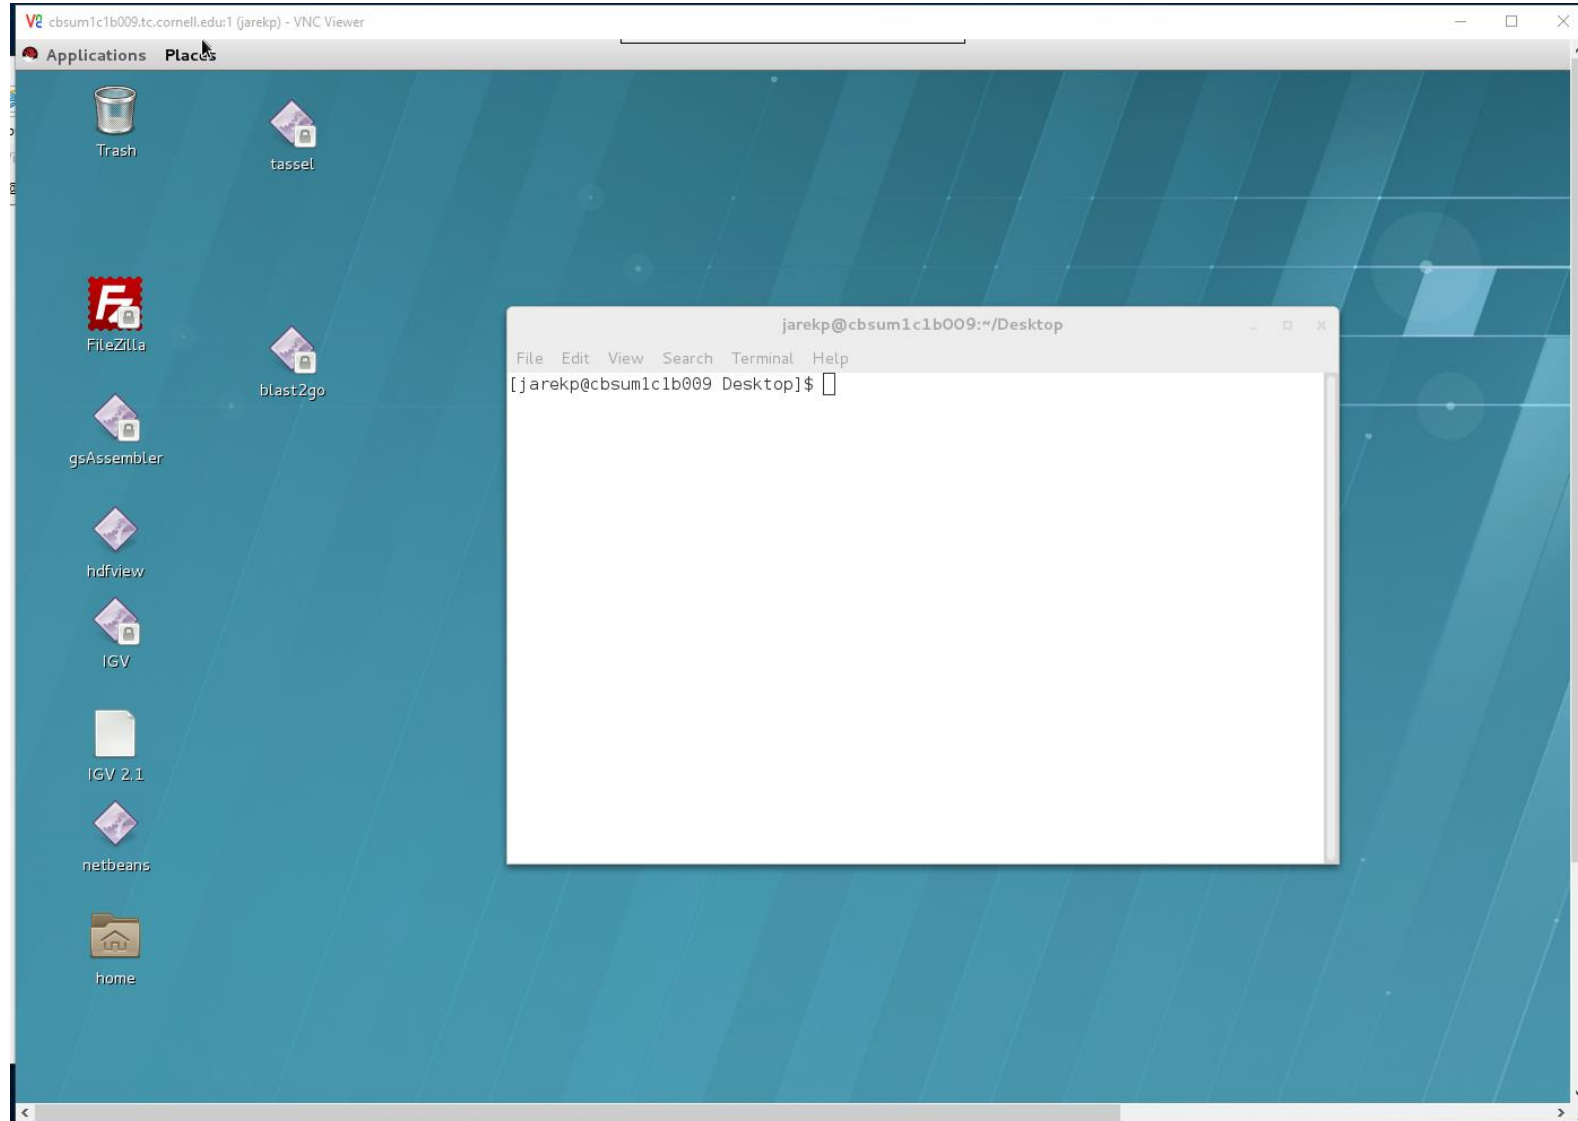 cbsum1c1b009.tc.cornell.edu:1 (jarekp) - VNC Viewer
Applications Places
Trash
tassel
FileZilla
blast2go
gsAssembler
hdfview
IGV
IGV 2.1
netbeans
home
jarekp@cbsum1c1b009:~/Desktop
File Edit View Search Terminal Help
[jarekp@cbsum1c1b009 Desktop]$